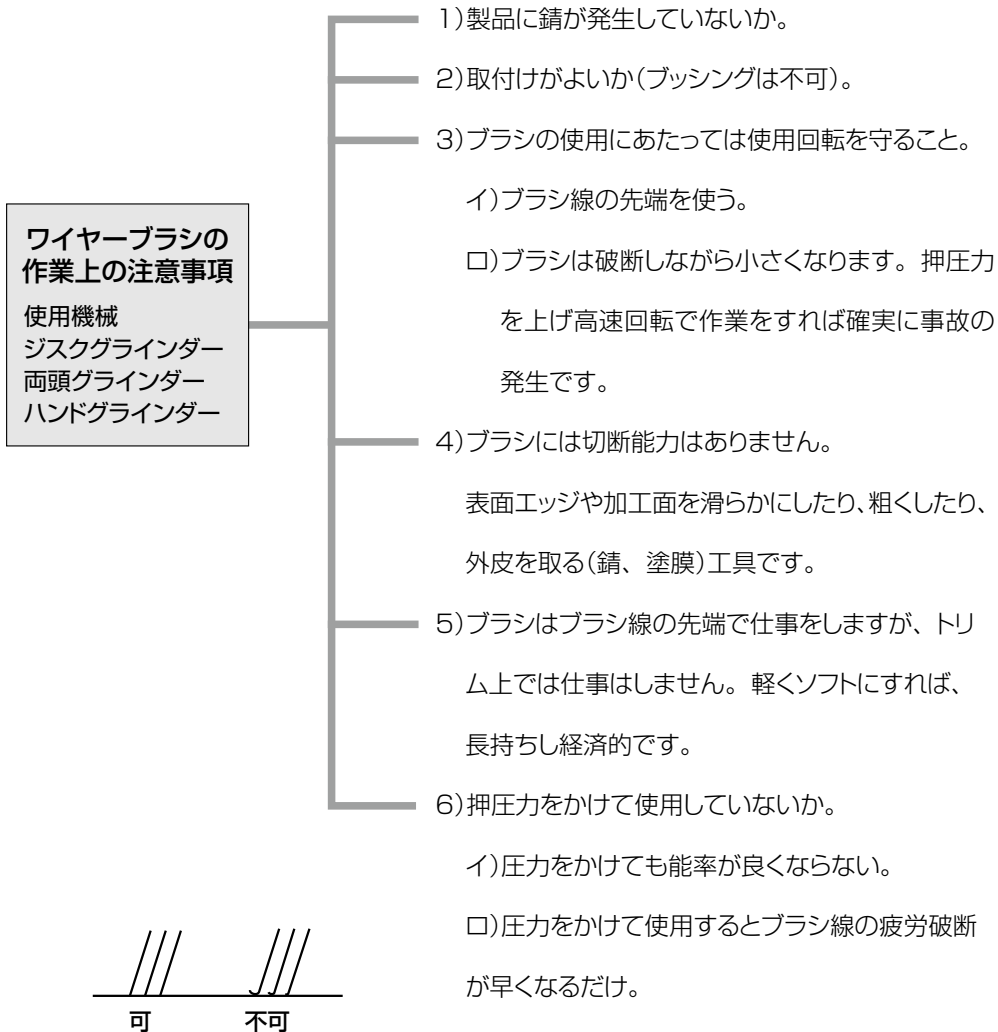 ワイヤーブラシの
作業上の注意事項
使用機械
ジスクグラインダー
両頭グラインダー
ハンドグラインダー
1)製品に錆が発生していないか。
2)取付けがよいか(ブッシングは不可)。
3)ブラシの使用にあたっては使用回転を守ること。
イ)ブラシ線の先端を使う。
ロ)ブラシは破断しながら小さくなります。押圧力
を上げ高速回転で作業をすれば確実に事故の
発生です。
4)ブラシには切断能力はありません。
表面エッジや加工面を滑らかにしたり、粗くしたり、
外皮を取る(錆、塗膜)工具です。
5)ブラシはブラシ線の先端で仕事をしますが、トリ
ム上では仕事はしません。軽くソフトにすれば、
長持ちし経済的です。
6)押圧力をかけて使用していないか。
イ)圧力をかけても能率が良くならない。
ロ)圧力をかけて使用するとブラシ線の疲労破断
が早くなるだけ。
可 不可